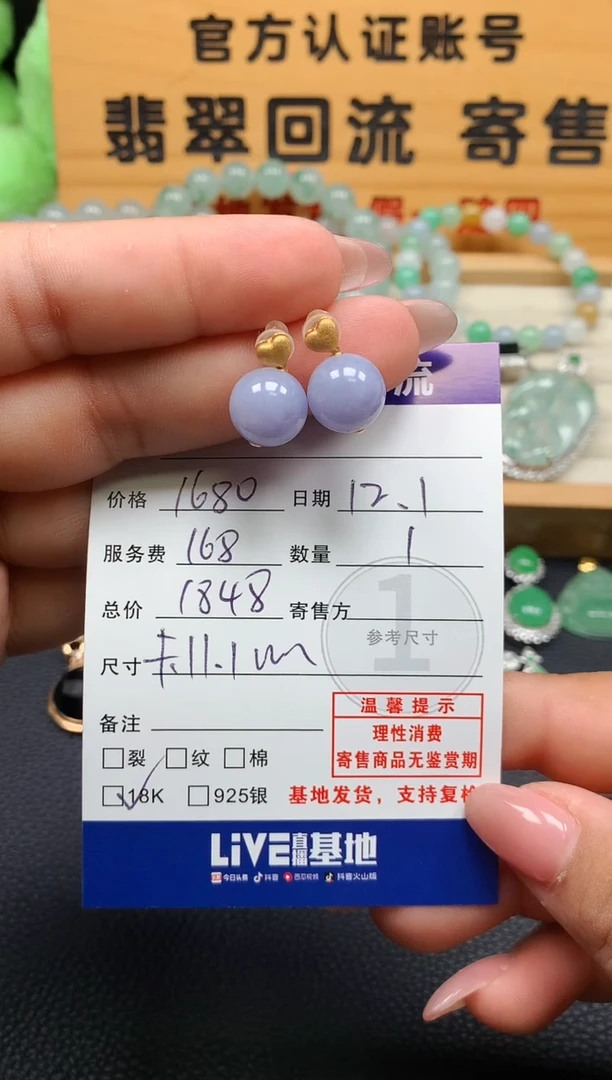 官方认证账号
翡翠回流 寄售
假一
流
价格 1680 日期 12.1
服务费 168 数量 1
总价 1848 寄售方
1
参考尺寸
尺寸 卡11.1m
备注
温馨提示
理性消费
寄售商品无鉴赏期
裂 纹 棉
18K 925银 基地发货，支持复检
LiVE直播基地
今日头条 抖音 西瓜视频 抖音火山版